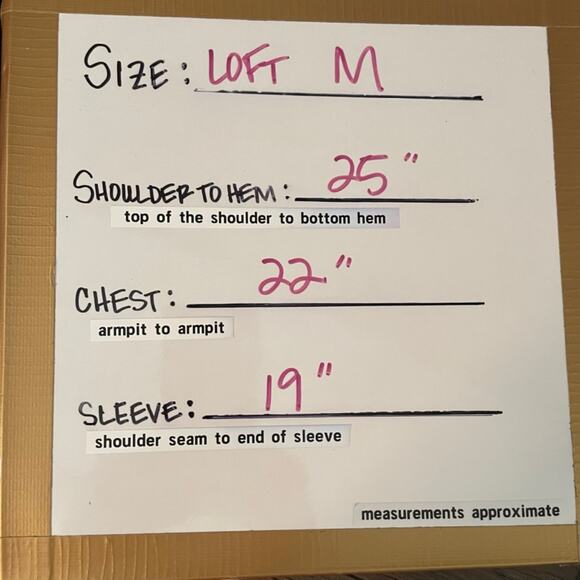 SIZE: LOFT M
SHOULDER TO HEM: 25"
top of the shoulder to bottom hem
CHEST: 22"
armpit to armpit
SLEEVE: 19"
shoulder seam to end of sleeve
measurements approximate